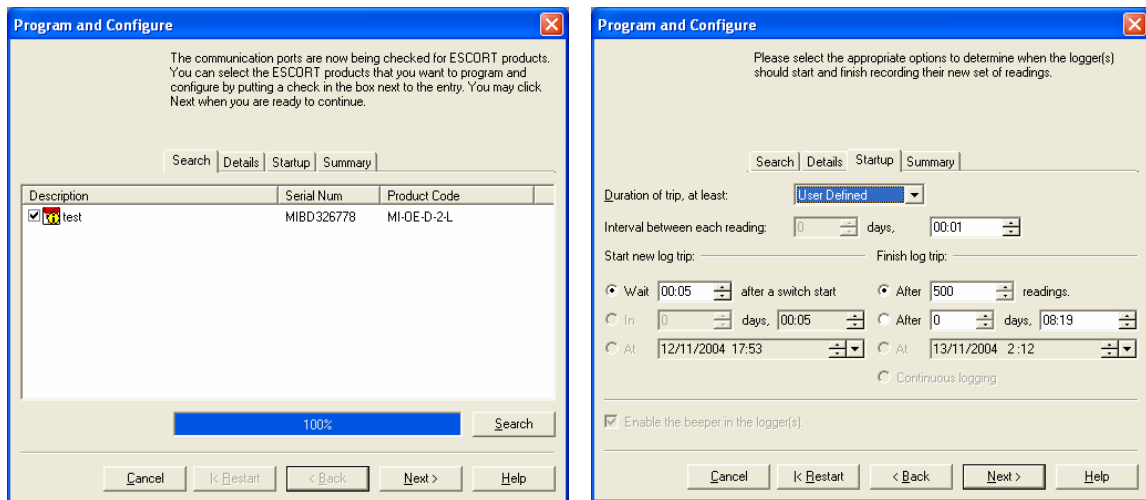 Program and Configure
The communication ports are now being checked for ESCORT products.
You can select the ESCORT products that you want to program and
configure by putting a check in the box next to the entry. You may click
Next when you are ready to continue.
Search Details Startup Summary
Description Serial Num Product Code
test MIBD326778 MI-OE-D-2-L
100% Search
Cancel |< Restart < Back Next > Help
Program and Configure
Please select the appropriate options to determine when the logger(s)
should start and finish recording their new set of readings.
Search Details Startup Summary
Duration of trip, at least: User Defined
Interval between each reading: 0 days, 00:01
Start new log trip: Finish log trip:
Wait 00:05 after a switch start After 500 readings.
In 0 days, 00:05 After 0 days, 08:19
At 12/11/2004 17:53 At 13/11/2004 2:12
Continuous logging
Enable the beeper in the logger(s).
Cancel |< Restart < Back Next > Help